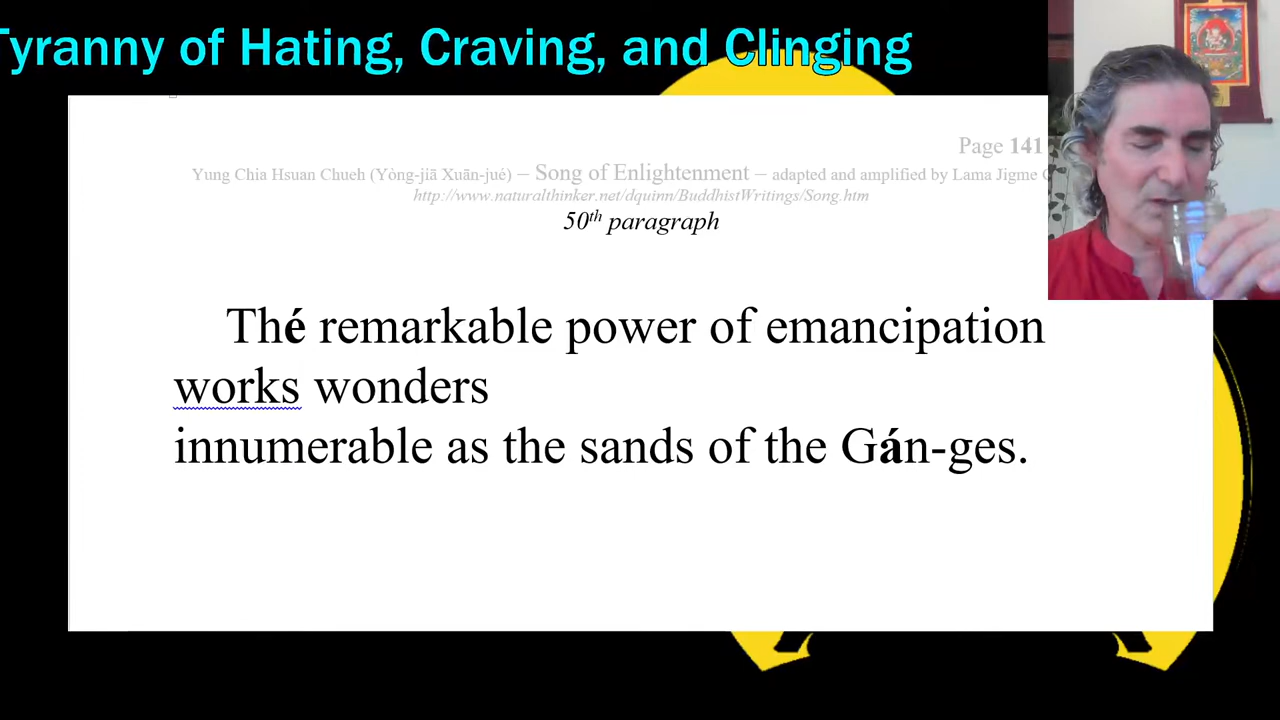 Tyranny of Hating, Craving, and Clinging
Page 141
Yung Chia Hsuan Chueh (Yòng-jiā Xuān-jué) – Song of Enlightenment – adapted and amplified by Lama Jigme
http://www.naturalthinker.net/dquinn/BuddhistWritings/Song.htm
50th paragraph
Thé remarkable power of emancipation
works wonders
innumerable as the sands of the Gán-ges.